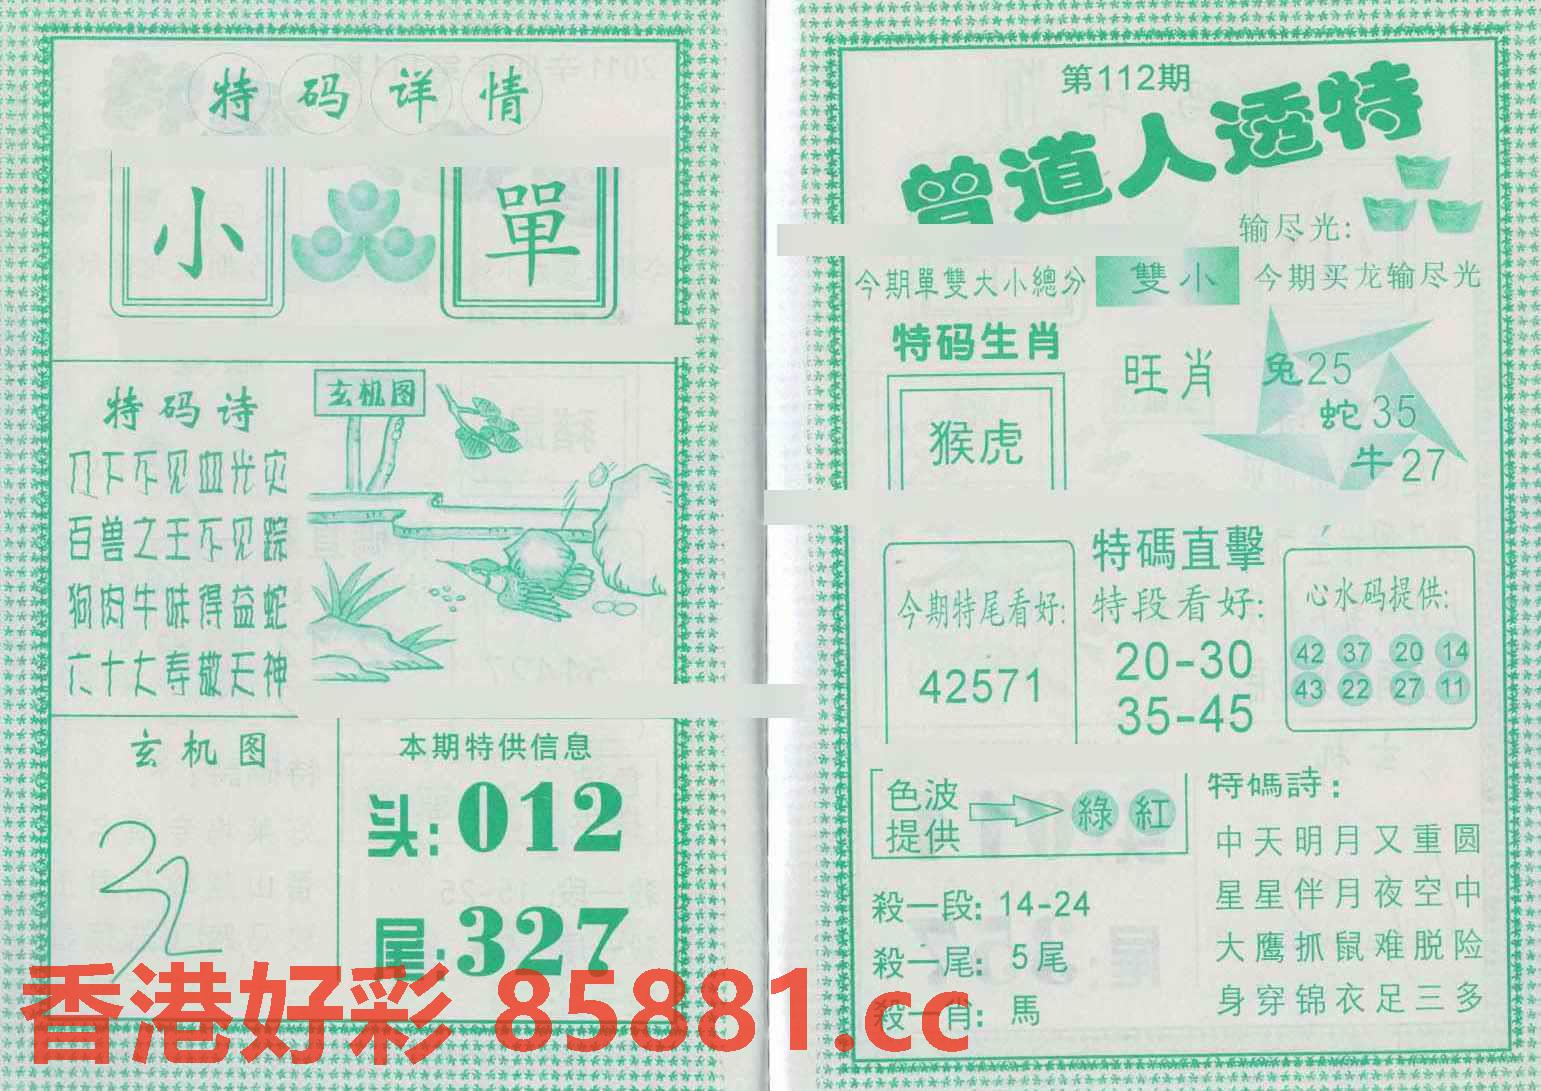 特码详情
小 單
特码诗
刀下不见血光灾
百兽之王不见踪
狗肉牛味得益蛇
六十大寿敬天神
玄机图
玄机图
本期特供信息
头:012
尾:327
第112期
曾道人透特
输尽光:
今期單雙大小總分 雙小 今期买龙输尽光
特码生肖
猴虎
旺肖
兔25
蛇35
牛27
今期特尾看好:
42571
特碼直擊
特段看好:
20-30
35-45
心水码提供:
42 37 20 14
43 22 27 11
色波提供 綠 紅
殺一段: 14-24
殺一尾: 5尾
殺一肖: 馬
特碼詩:
中天明月又重圆
星星伴月夜空中
大鹰抓鼠难脱险
身穿锦衣足三多
香港好彩 85881.cc